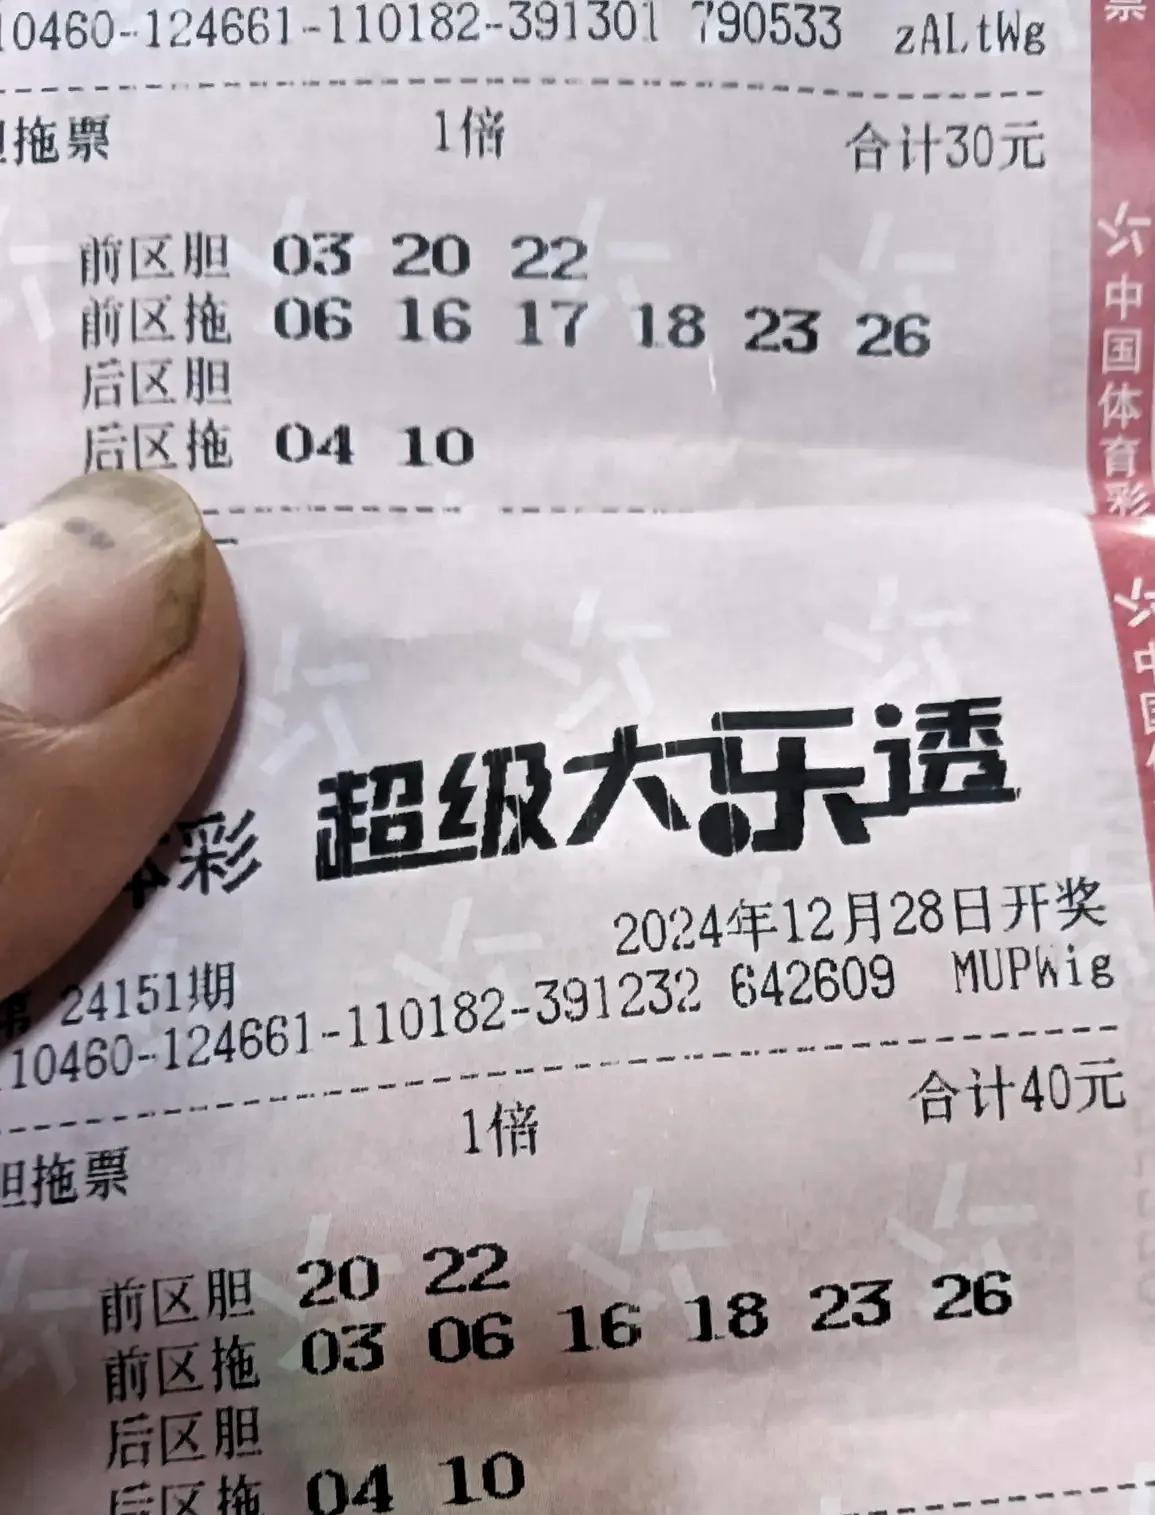 10460-124661-110182-391301 790533 zALtWg
胆拖票 1倍 合计30元
前区胆 03 20 22
前区拖 06 16 17 18 23 26
后区胆
后区拖 04 10
体彩 超级大乐透
2024年12月28日开奖
第 24151期
110460-124661-110182-391232 642609 MUPWig
胆拖票 1倍 合计40元
前区胆 20 22
前区拖 03 06 16 18 23 26
后区胆
后区拖 04 10
票
中国体育彩
中国体